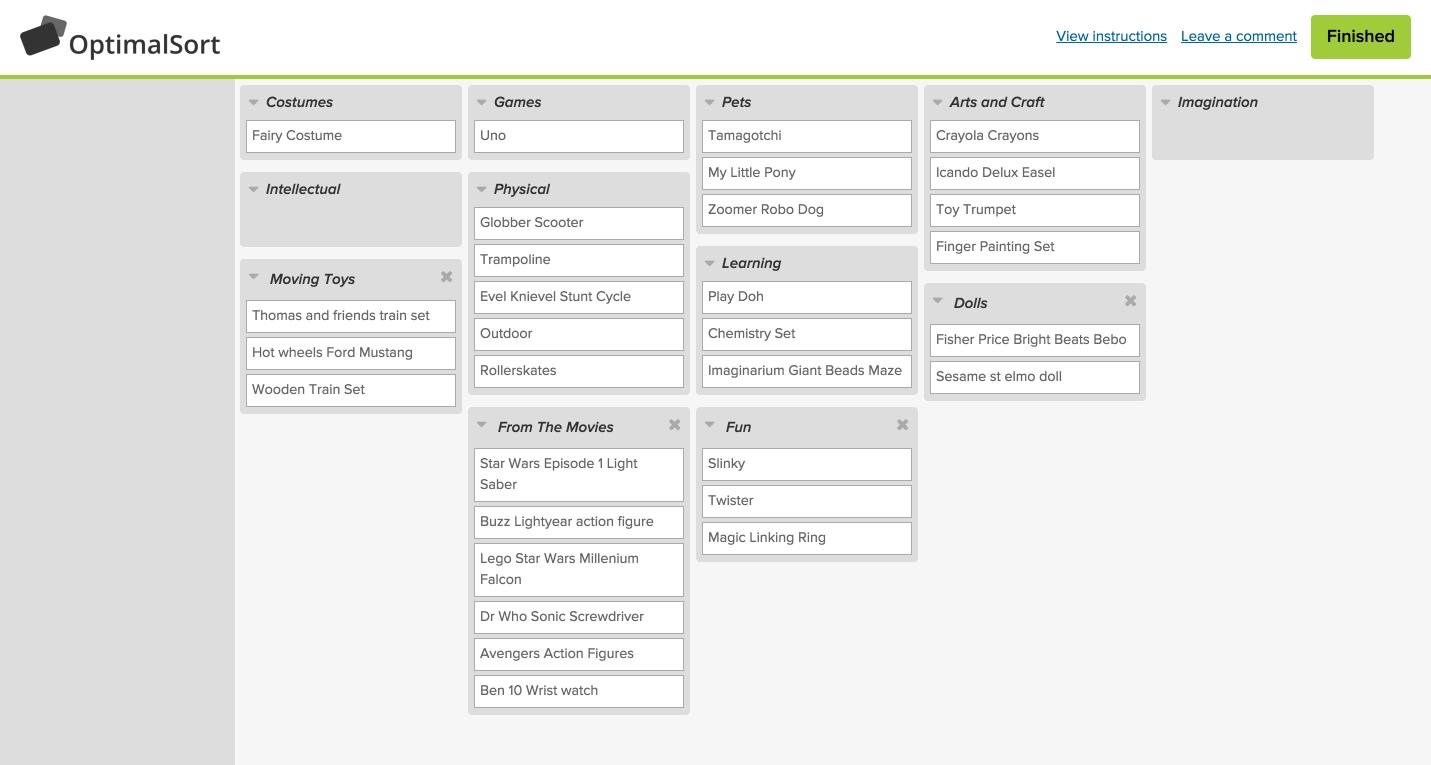 OptimalSort
View instructions
Leave a comment
Finished
Costumes
Fairy Costume
Intellectual
Moving Toys
Thomas and friends train set
Hot wheels Ford Mustang
Wooden Train Set
Games
Uno
Physical
Globber Scooter
Trampoline
Evel Knievel Stunt Cycle
Outdoor
Rollerskates
From The Movies
Star Wars Episode 1 Light
Saber
Buzz Lightyear action figure
Lego Star Wars Millenium
Falcon
Dr Who Sonic Screwdriver
Avengers Action Figures
Ben 10 Wrist watch
Pets
Tamagotchi
My Little Pony
Zoomer Robo Dog
Learning
Play Doh
Chemistry Set
Imaginarium Giant Beads Maze
Fun
Slinky
Twister
Magic Linking Ring
Arts and Craft
Crayola Crayons
Icando Delux Easel
Toy Trumpet
Finger Painting Set
Dolls
Fisher Price Bright Beats Bebo
Sesame st elmo doll
Imagination